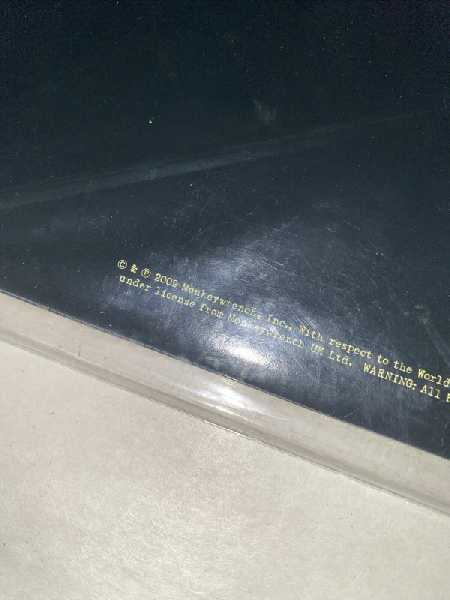 © & ℗ 2009 Monkeywrench, Inc., With respect to the World
under license from Monkeywrench UK Ltd. WARNING: All